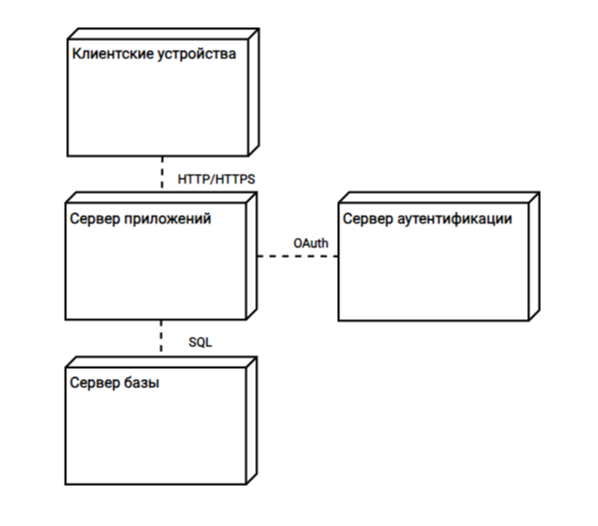 Клиентские устройства
HTTP/HTTPS
Сервер приложений
Сервер аутентификации
OAuth
SQL
Сервер базы